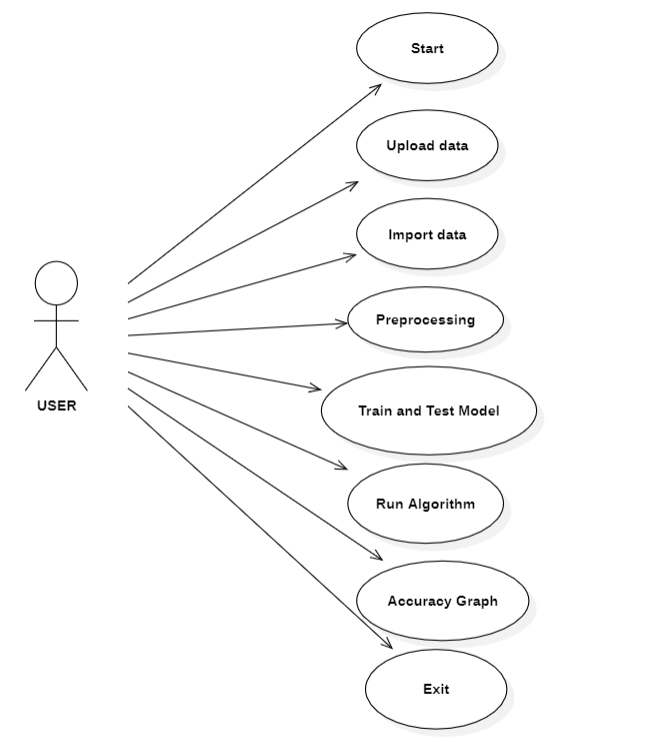 Start
Upload data
Import data
Preprocessing
USER
Train and Test Model
Run Algorithm
Accuracy Graph
Exit